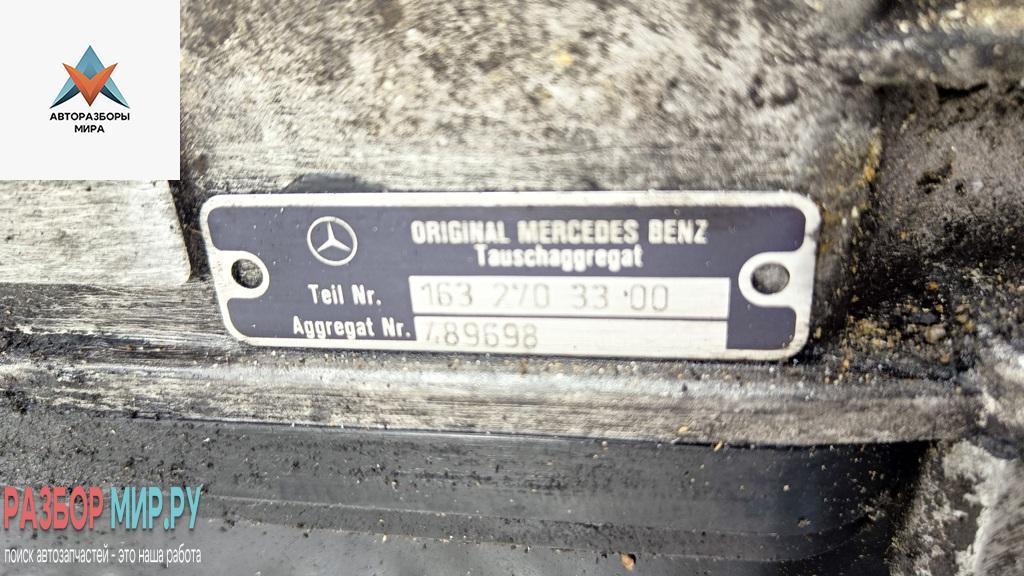 АВТОРАЗБОРЫ
МИРА
ORIGINAL MERCEDES BENZ
Tauschaggregat
Teil Nr. 163 270 33 00
Aggregat Nr. 489698
РАЗБОР МИР.РУ
поиск автозапчастей - это наша работа